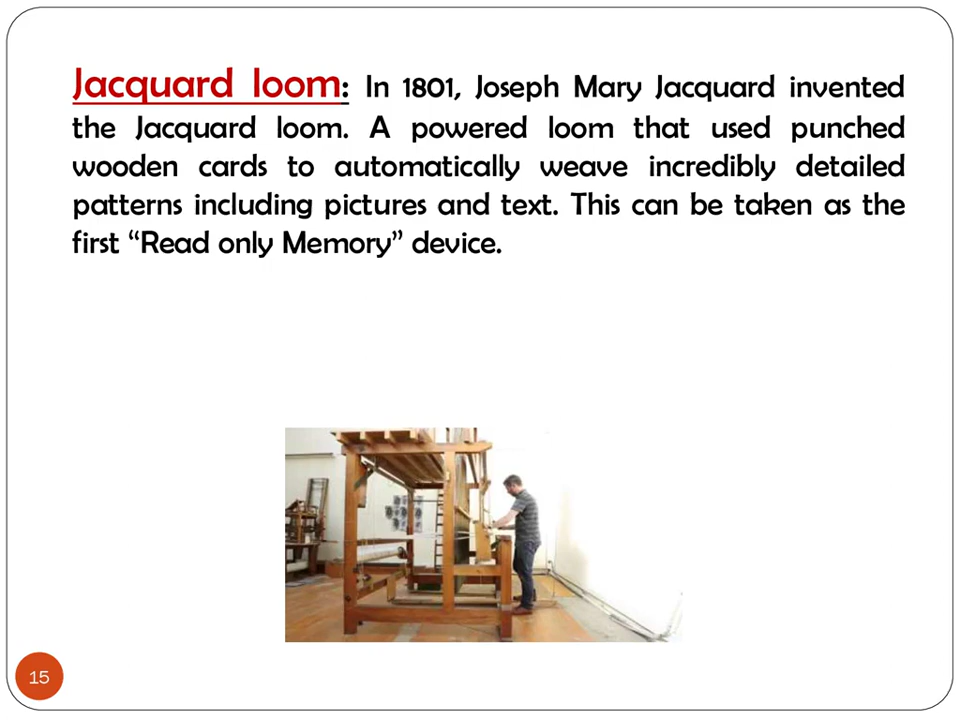 Jacquard loom: In 1801, Joseph Mary Jacquard invented
the Jacquard loom. A powered loom that used punched
wooden cards to automatically weave incredibly detailed
patterns including pictures and text. This can be taken as the
first “Read only Memory” device.
15